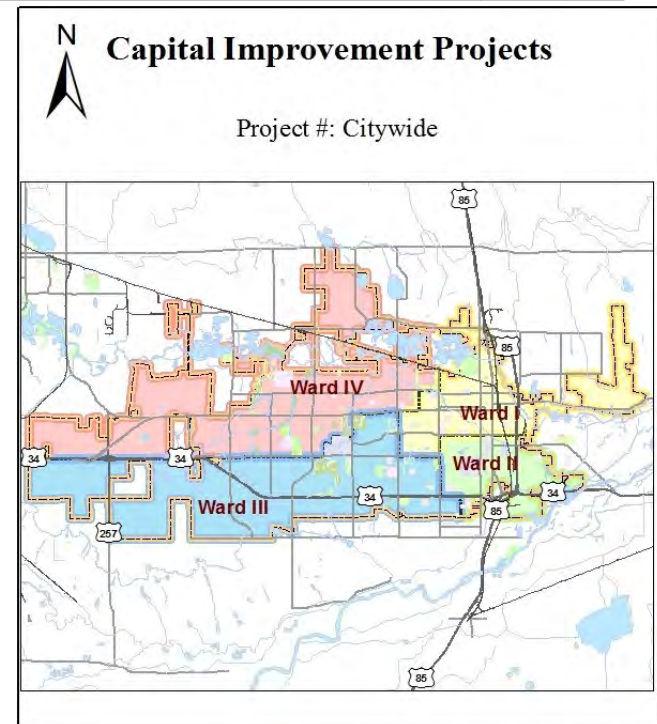 N
Capital Improvement Projects
Project #: Citywide
85
85
Ward IV
Ward I
34
34
Ward II
Ward III
34
34
85
257
85